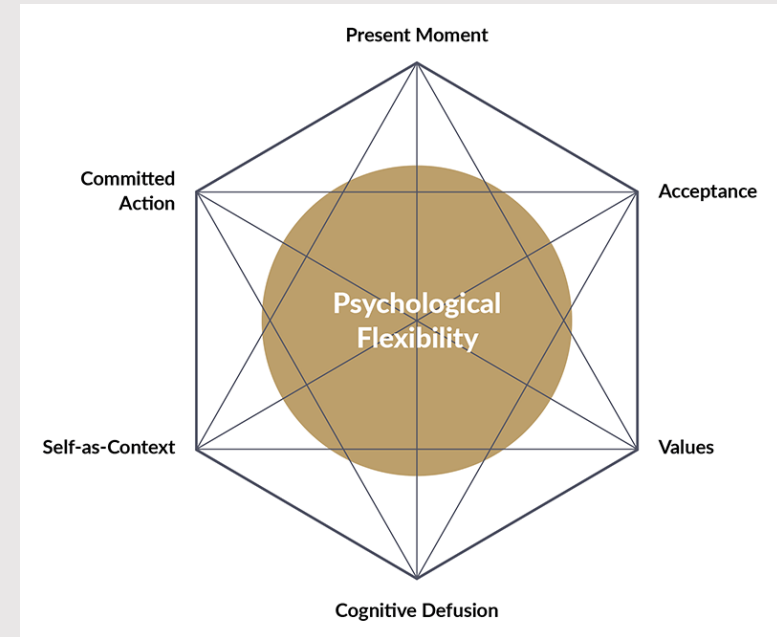 Present Moment
Committed
Action
Acceptance
Psychological
Flexibility
Self-as-Context
Values
Cognitive Defusion